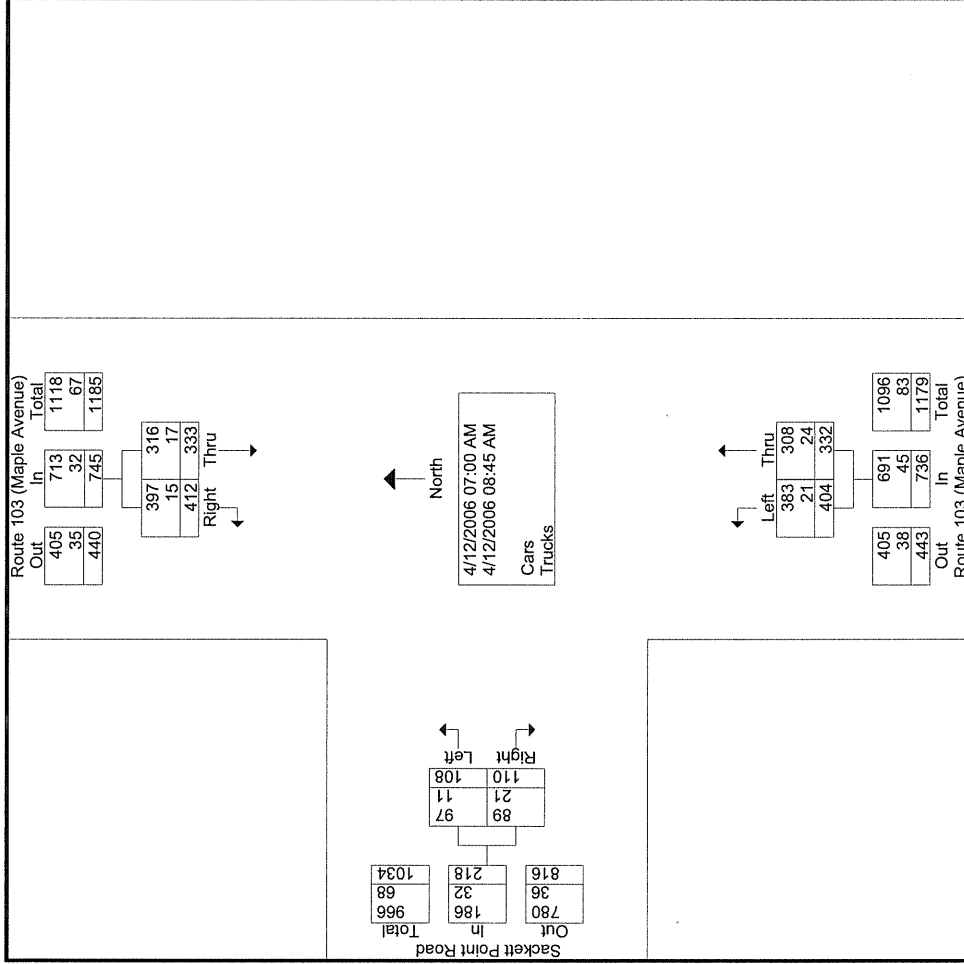 Route 103 (Maple Avenue)
Out In Total
405 713 1118
35 32 67
440 745 1185
397 316
15 17
412 333
Right Thru
North
4/12/2006 07:00 AM
4/12/2006 08:45 AM
Cars
Trucks
Sackett Point Road
Out In Total
780 186 966
36 32 68
816 218 1034
89 97
21 11
110 108
Right Left
Left Thru
383 308
21 24
404 332
405 691 1096
38 45 83
443 736 1179
Out In Total
Route 103 (Maple Avenue)